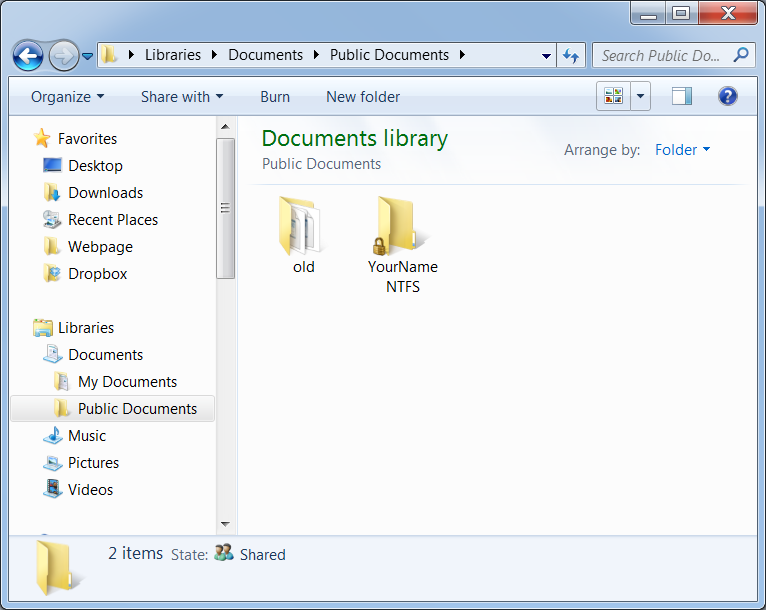 Libraries Documents Public Documents
Search Public Do...
Organize Share with Burn New folder
Favorites
Desktop
Downloads
Recent Places
Webpage
Dropbox
Libraries
Documents
My Documents
Public Documents
Music
Pictures
Videos
Documents library
Public Documents
Arrange by: Folder
old
YourName
NTFS
2 items State: Shared